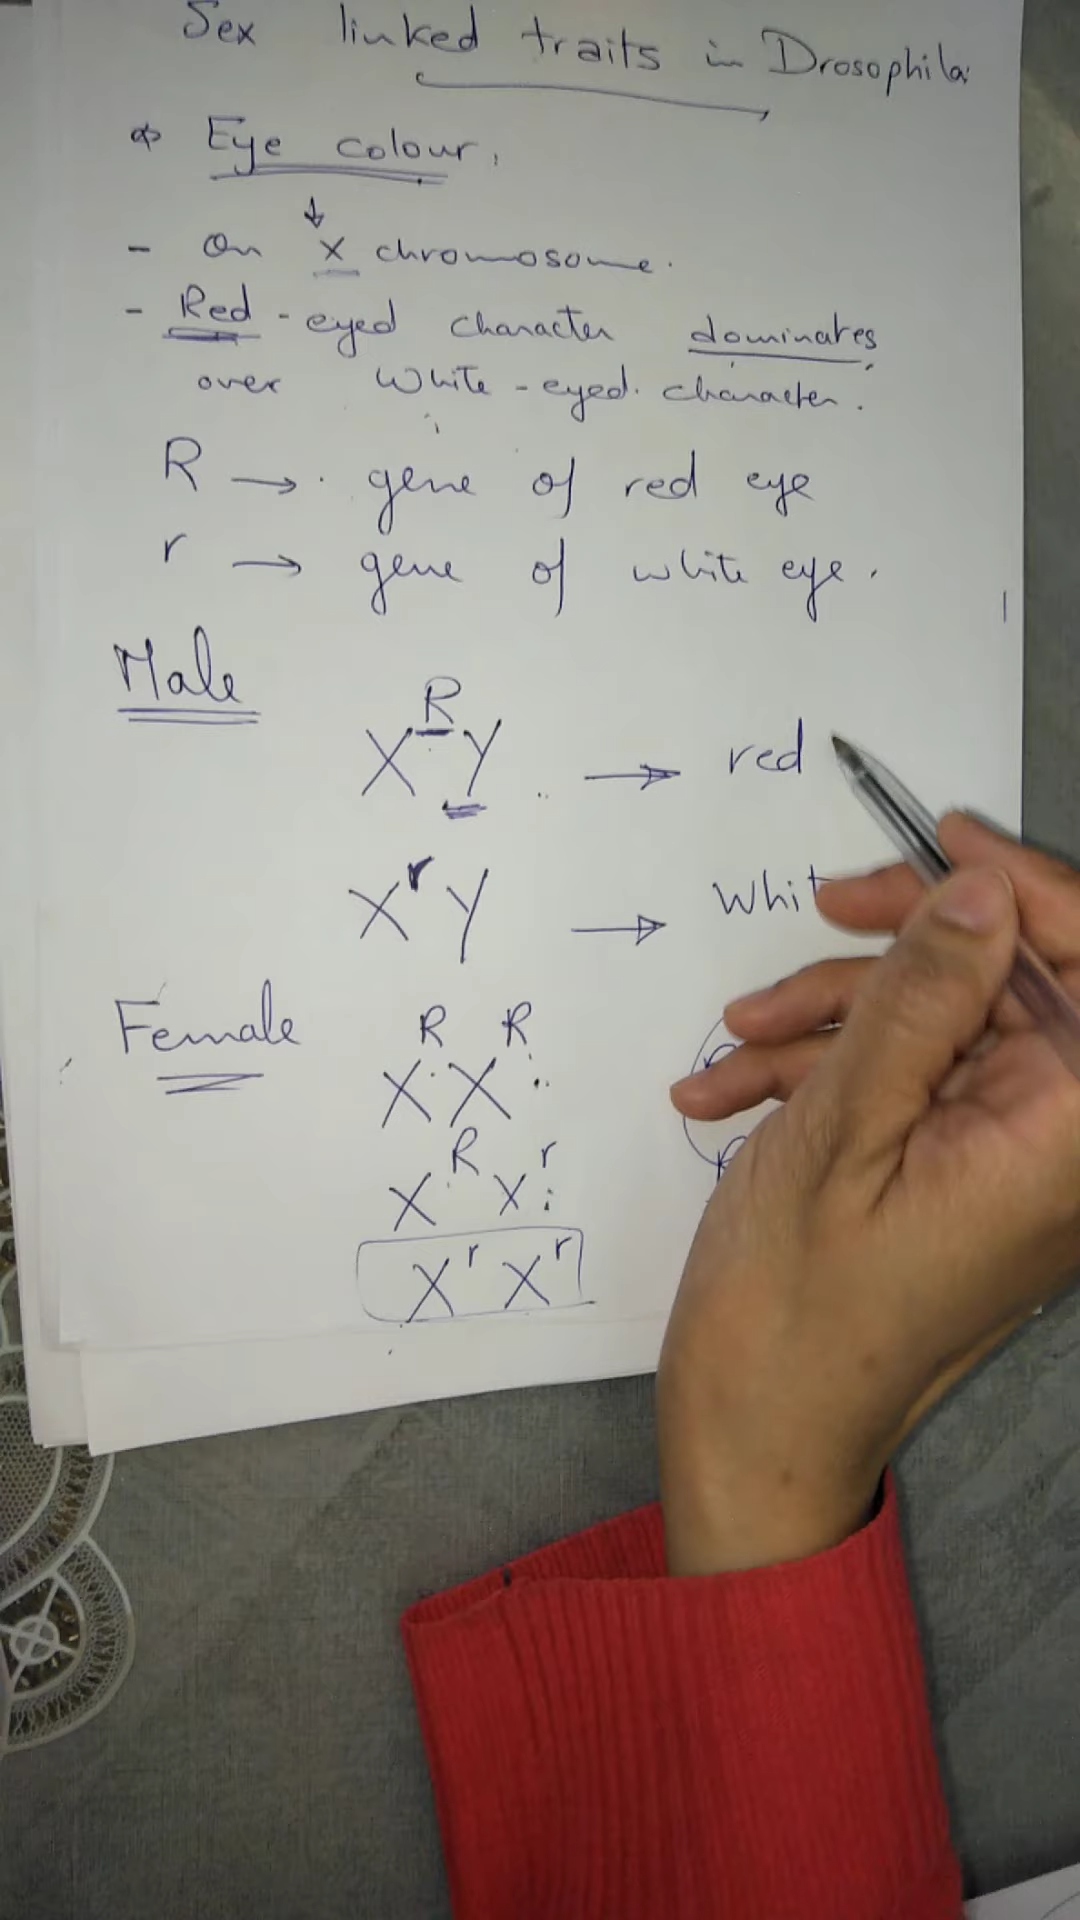 Sex linked traits in Drosophila
Eye colour.
- On X chromosome.
- Red-eyed character dominates
over White-eyed character.
R → gene of red eye
r → gene of white eye.
Male
X^R Y → red
X^r Y →
Female
X^R X^R
X^R X^r
X^r X^r